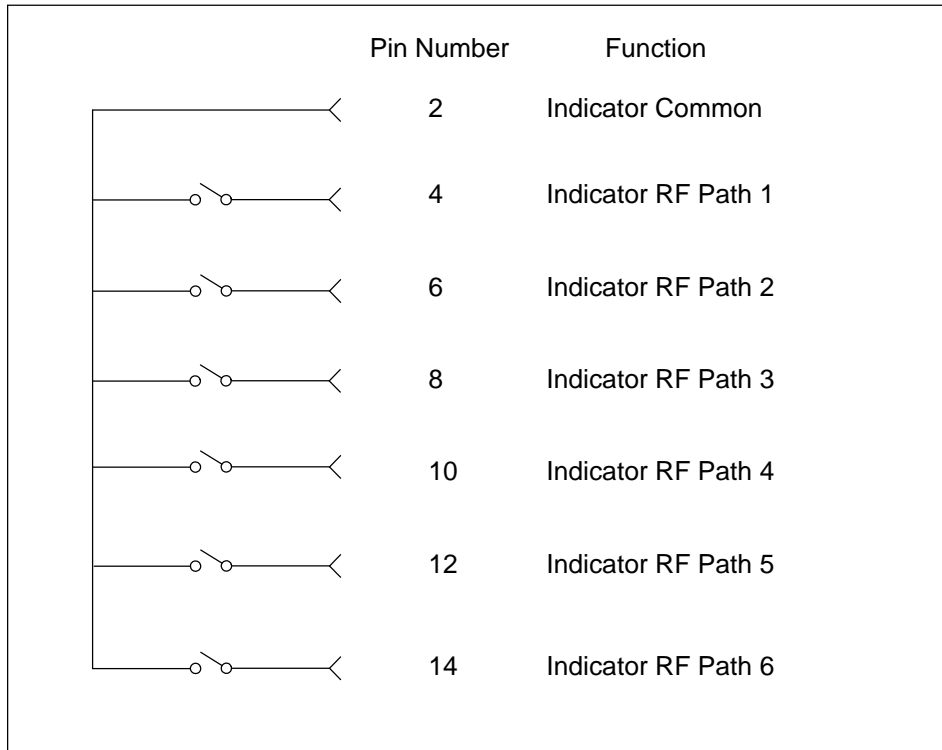 Pin Number Function
2 Indicator Common
4 Indicator RF Path 1
6 Indicator RF Path 2
8 Indicator RF Path 3
10 Indicator RF Path 4
12 Indicator RF Path 5
14 Indicator RF Path 6